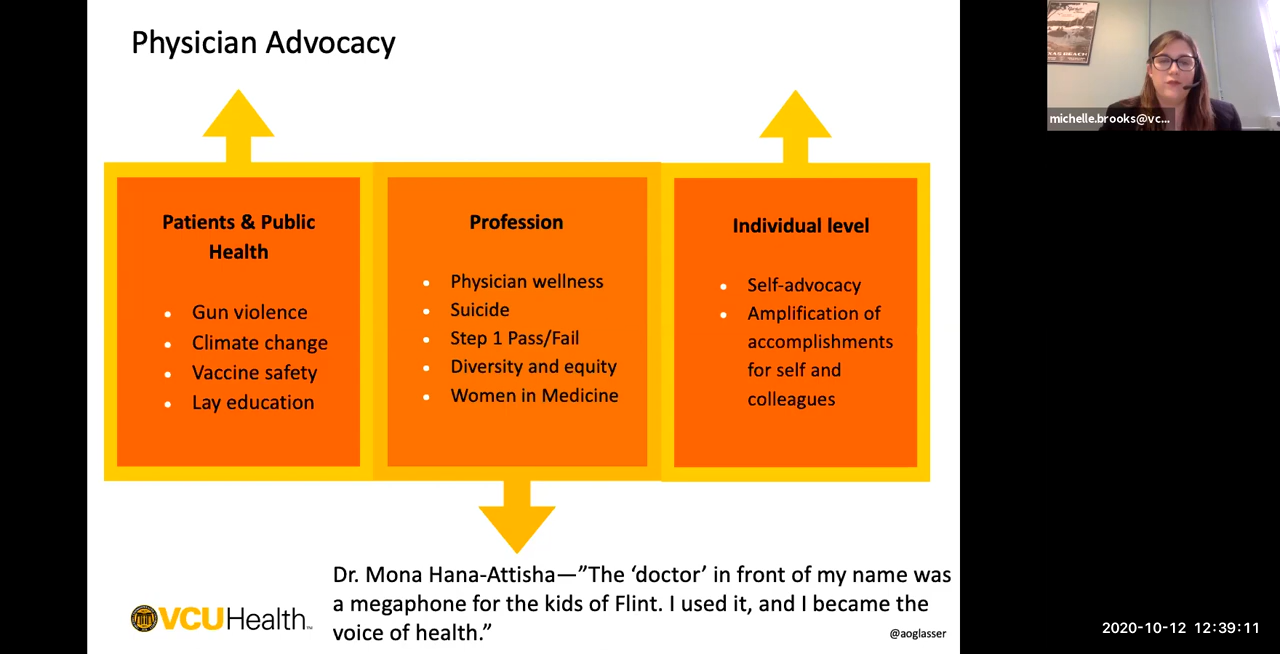 Physician Advocacy
Patients & Public
Health
Gun violence
Climate change
Vaccine safety
Lay education
Profession
Physician wellness
Suicide
Step 1 Pass/Fail
Diversity and equity
Women in Medicine
Individual level
Self-advocacy
Amplification of
accomplishments
for self and
colleagues
Dr. Mona Hana-Attisha—”The ‘doctor’ in front of my name was
a megaphone for the kids of Flint. I used it, and I became the
voice of health.”
VCUHealth™
@aoglasser
michelle.brooks@vc...
2020-10-12 12:39:11